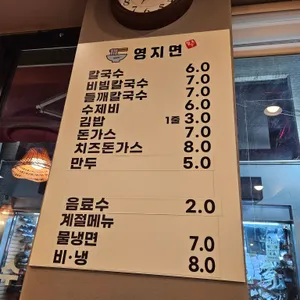 영지면
칼국수 6.0
비빔칼국수 7.0
들깨칼국수 7.0
수제비 6.0
김밥 1줄 3.0
돈가스 7.0
치즈돈가스 8.0
만두 5.0
음료수 2.0
계절메뉴
물냉면 7.0
비·냉 8.0